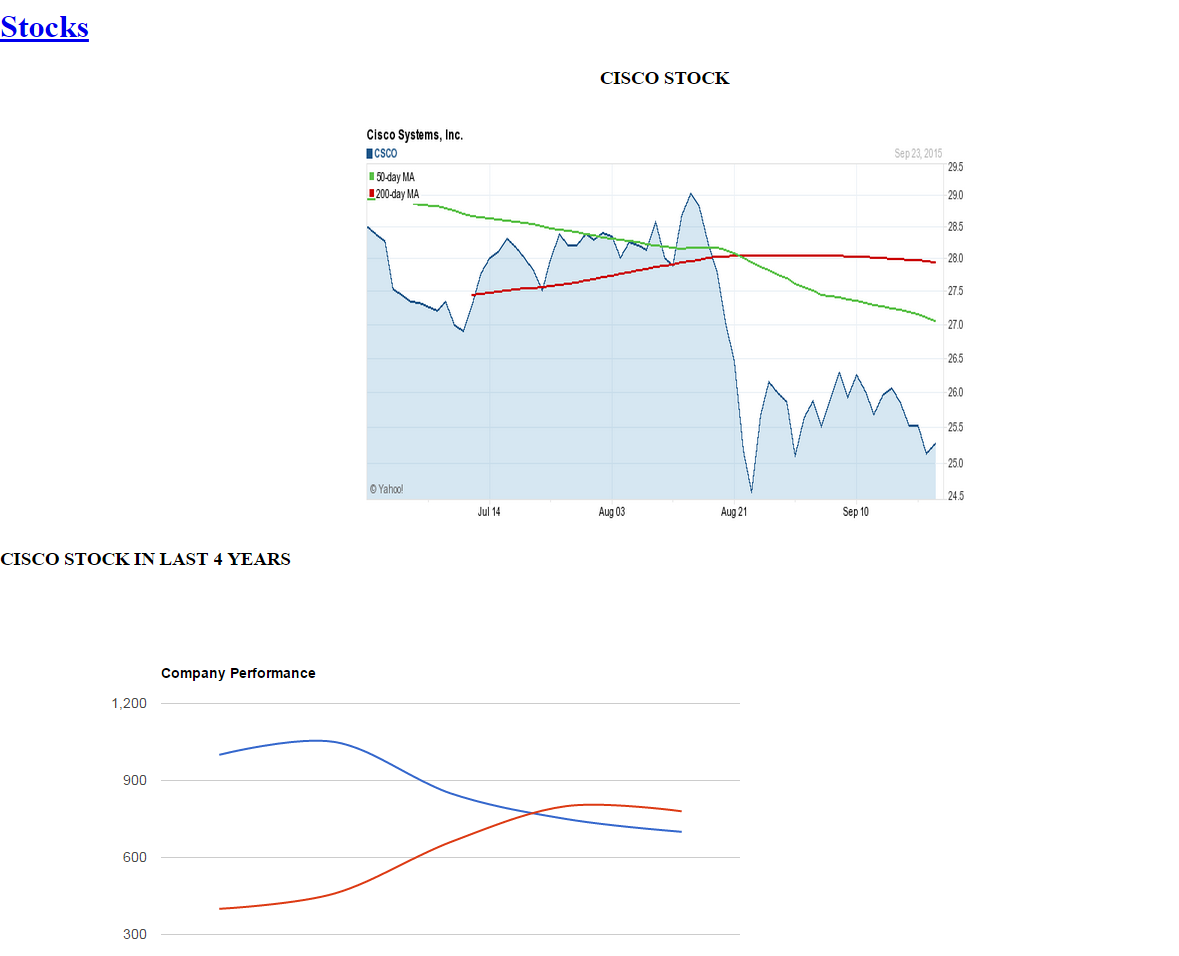 Stocks
CISCO STOCK
Cisco Systems, Inc.
CSCO
Sep 23, 2015
50-day MA
200-day MA
29.5
29.0
28.5
28.0
27.5
27.0
26.5
26.0
25.5
25.0
24.5
© Yahoo!
Jul 14 Aug 03 Aug 21 Sep 10
CISCO STOCK IN LAST 4 YEARS
Company Performance
1,200
900
600
300